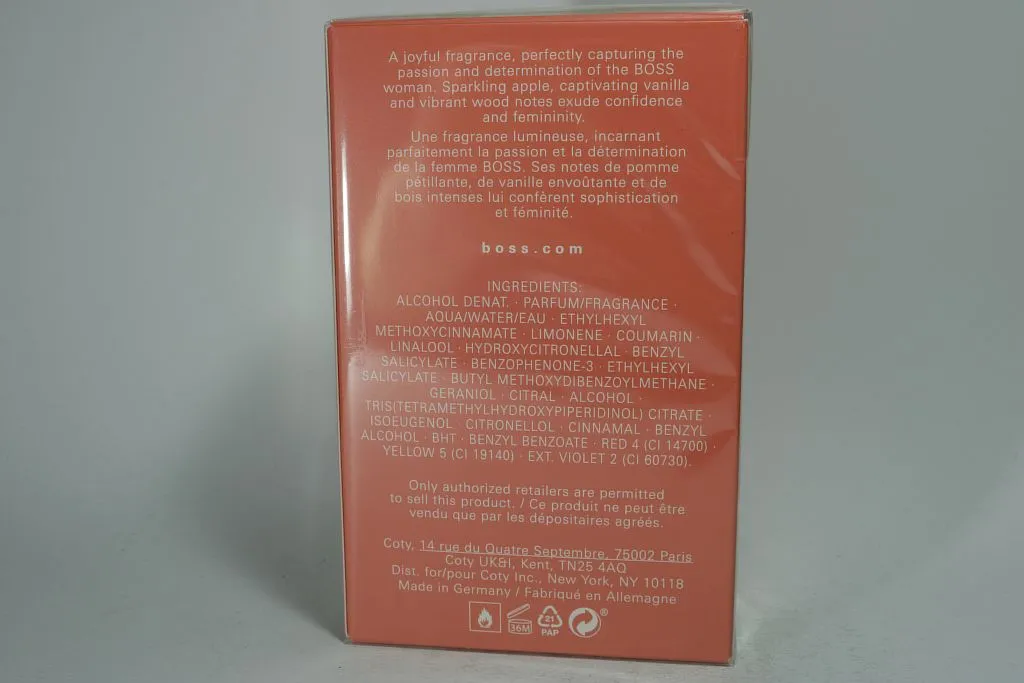 A joyful fragrance, perfectly capturing the
passion and determination of the BOSS
woman. Sparkling apple, captivating vanilla
and vibrant wood notes exude confidence
and femininity.
Une fragrance lumineuse, incarnant
parfaitement la passion et la détermination
de la femme BOSS. Ses notes de pomme
pétillante, de vanille envoûtante et de
bois intenses lui confèrent sophistication
et féminité.
boss.com
INGREDIENTS:
ALCOHOL DENAT. · PARFUM/FRAGRANCE ·
AQUA/WATER/EAU · ETHYLHEXYL
METHOXYCINNAMATE · LIMONENE · COUMARIN ·
LINALOOL · HYDROXYCITRONELLAL · BENZYL
SALICYLATE · BENZOPHENONE-3 · ETHYLHEXYL
SALICYLATE · BUTYL METHOXYDIBENZOYLMETHANE ·
GERANIOL · CITRAL · ALCOHOL ·
TRIS(TETRAMETHYLHYDROXYPIPERIDINOL) CITRATE ·
ISOEUGENOL · CITRONELLOL · CINNAMAL · BENZYL
ALCOHOL · BHT · BENZYL BENZOATE · RED 4 (CI 14700) ·
YELLOW 5 (CI 19140) · EXT. VIOLET 2 (CI 60730).
Only authorized retailers are permitted
to sell this product. / Ce produit ne peut être
vendu que par les dépositaires agréés.
Coty, 14 rue du Quatre Septembre, 75002 Paris
Coty UK&I, Kent, TN25 4AQ
Dist. for/pour Coty Inc., New York, NY 10118
Made in Germany / Fabriqué en Allemagne
36M 21 ®
PAP